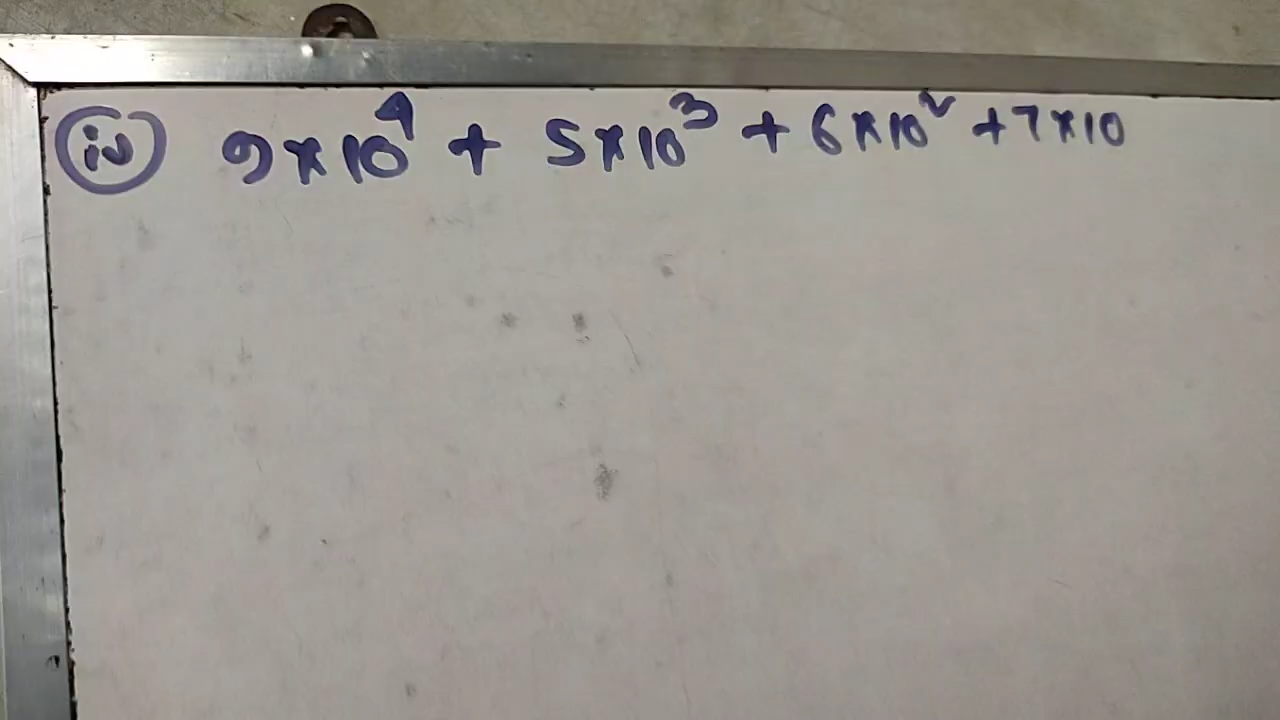 (iv) 9×10⁴ + 5×10³ + 6×10² + 7×10